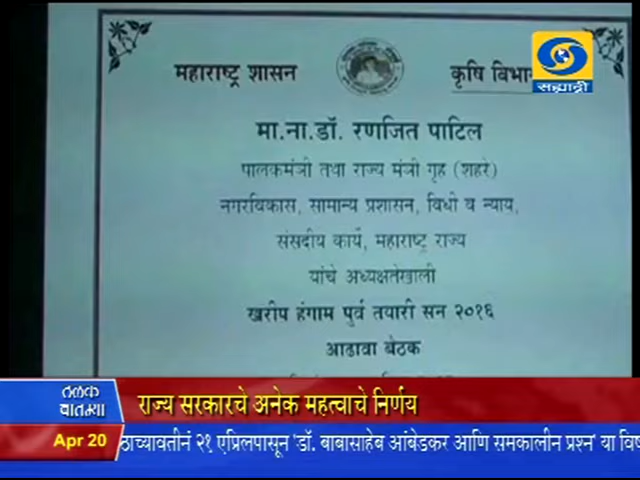 महाराष्ट्र शासन
कृषि विभाग
सह्याद्री
मा.ना.डॉ. रणजित पाटिल
पालकमंत्री तथा राज्य मंत्री गृह (शहरे)
नगरविकास, सामान्य प्रशासन, विधी व न्याय,
संसदीय कार्य, महाराष्ट्र राज्य
यांचे अध्यक्षतेखाली
खरीप हंगाम पुर्व तयारी सन २०१६
आढावा बेठक
ठळक बातम्या
राज्य सरकारचे अनेक महत्वाचे निर्णय
Apr 20
ठाच्यावतीनं २१ एप्रिलपासून 'डॉ. बाबासाहेब आंबेडकर आणि समकालीन प्रश्न' या विष